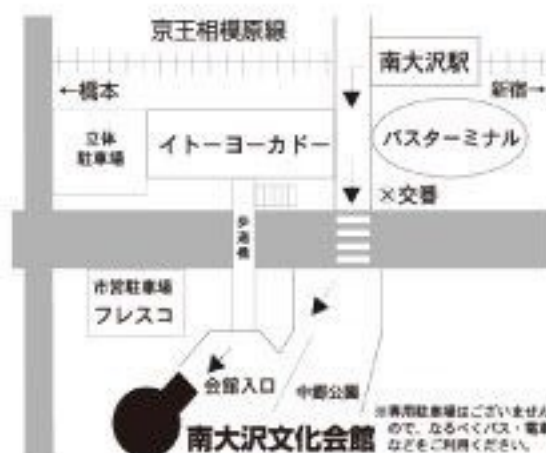 京王相模原線
南大沢駅
←橋本
新宿→
立体
駐車場
イトーヨーカドー
バスターミナル
×交番
歩道橋
市営駐車場
フレスコ
会館入口
中郷公園
南大沢文化会館
※専用駐車場はございません
ので、なるべくバス・電車
などをご利用ください。